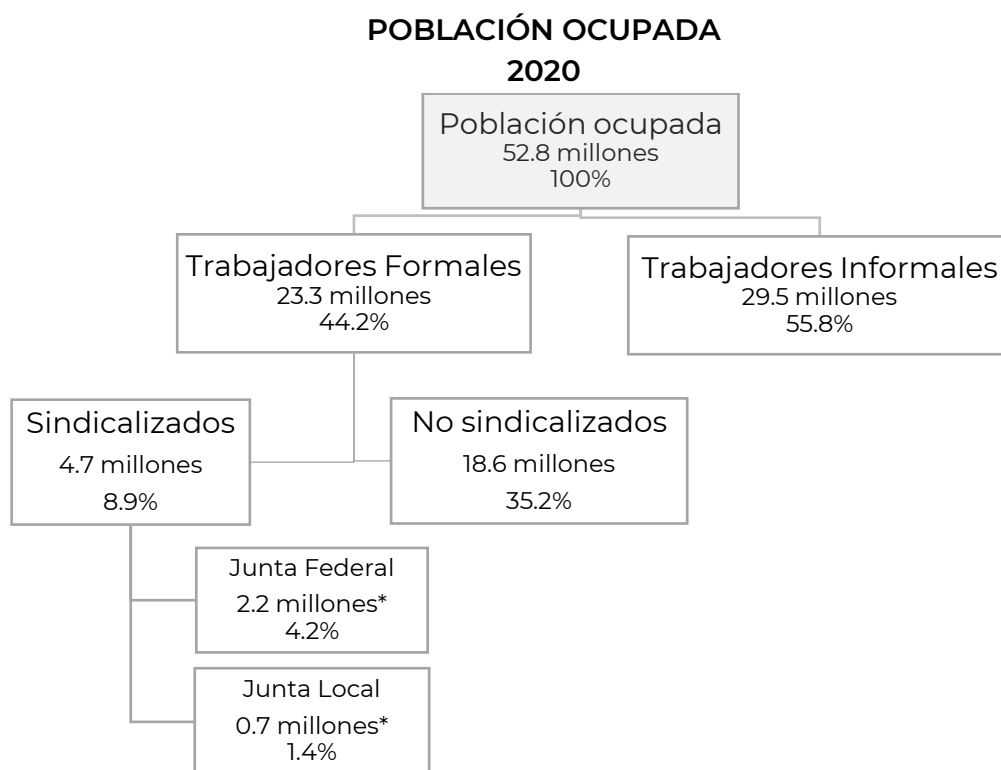 POBLACIÓN OCUPADA
2020
Población ocupada
52.8 millones
100%
Trabajadores Formales
23.3 millones
44.2%
Trabajadores Informales
29.5 millones
55.8%
Sindicalizados
4.7 millones
8.9%
No sindicalizados
18.6 millones
35.2%
Junta Federal
2.2 millones*
4.2%
Junta Local
0.7 millones*
1.4%